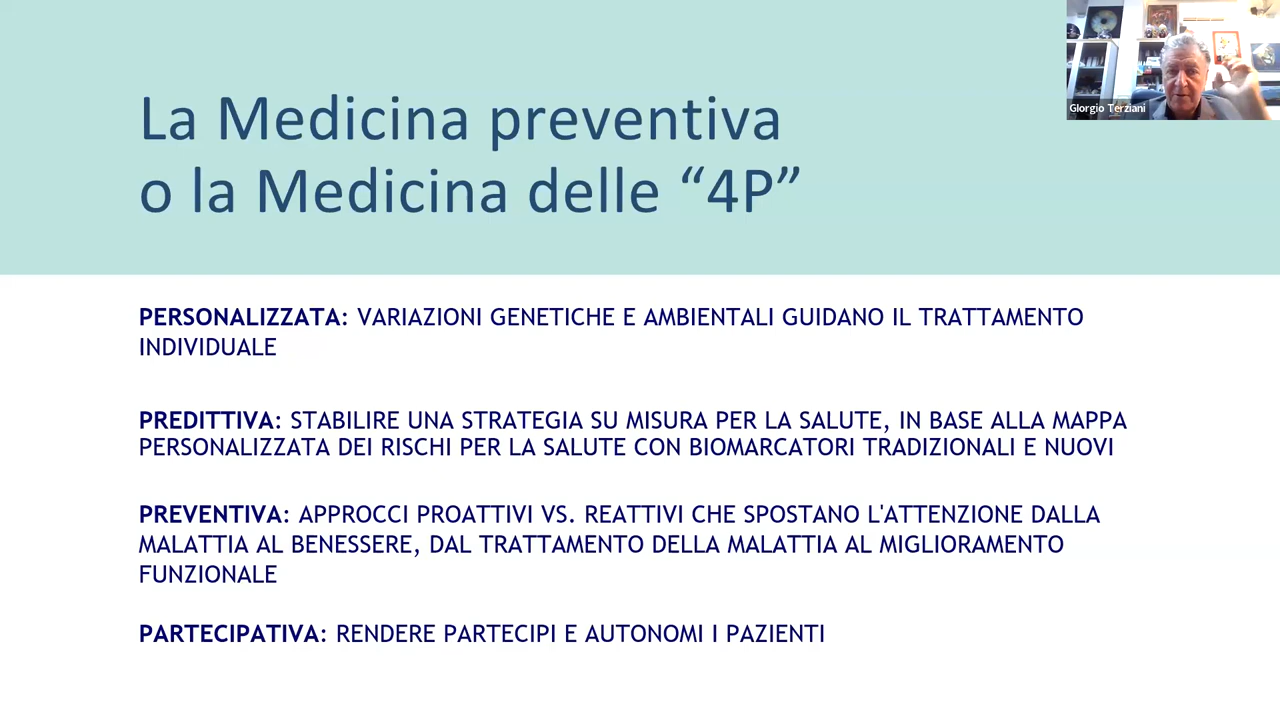 La Medicina preventiva
o la Medicina delle “4P”
GIorgio Terziani
PERSONALIZZATA: VARIAZIONI GENETICHE E AMBIENTALI GUIDANO IL TRATTAMENTO
INDIVIDUALE
PREDITTIVA: STABILIRE UNA STRATEGIA SU MISURA PER LA SALUTE, IN BASE ALLA MAPPA
PERSONALIZZATA DEI RISCHI PER LA SALUTE CON BIOMARCATORI TRADIZIONALI E NUOVI
PREVENTIVA: APPROCCI PROATTIVI VS. REATTIVI CHE SPOSTANO L'ATTENZIONE DALLA
MALATTIA AL BENESSERE, DAL TRATTAMENTO DELLA MALATTIA AL MIGLIORAMENTO
FUNZIONALE
PARTECIPATIVA: RENDERE PARTECIPI E AUTONOMI I PAZIENTI